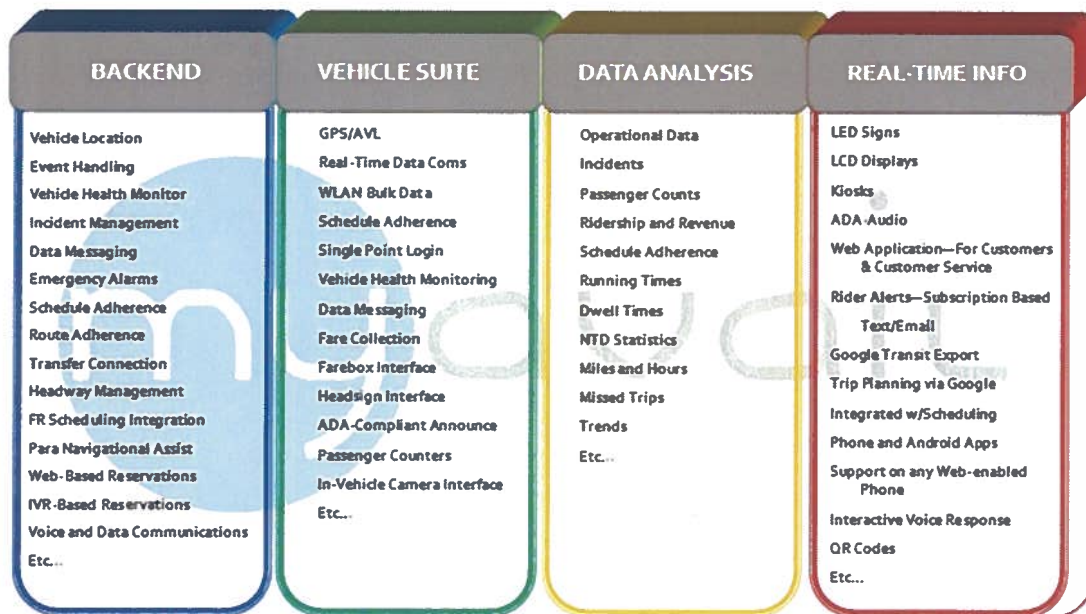 BACKEND
Vehicle Location
Event Handling
Vehicle Health Monitor
Incident Management
Data Messaging
Emergency Alarms
Schedule Adherence
Route Adherence
Transfer Connection
Headway Management
FR Scheduling Integration
Para Navigational Assist
Web-Based Reservations
IVR-Based Reservations
Voice and Data Communications
Etc...
VEHICLE SUITE
GPS/AVL
Real-Time Data Coms
WLAN Bulk Data
Schedule Adherence
Single Point Login
Vehicle Health Monitoring
Data Messaging
Fare Collection
Farebox Interface
Headsign Interface
ADA-Compliant Announce
Passenger Counters
In-Vehicle Camera Interface
Etc...
DATA ANALYSIS
Operational Data
Incidents
Passenger Counts
Ridership and Revenue
Schedule Adherence
Running Times
Dwell Times
NTD Statistics
Miles and Hours
Missed Trips
Trends
Etc...
REAL-TIME INFO
LED Signs
LCD Displays
Kiosks
ADA-Audio
Web Application—For Customers
& Customer Service
Rider Alerts—Subscription Based
Text/Email
Google Transit Export
Trip Planning via Google
Integrated w/Scheduling
Phone and Android Apps
Support on any Web-enabled
Phone
Interactive Voice Response
QR Codes
Etc...
myavail